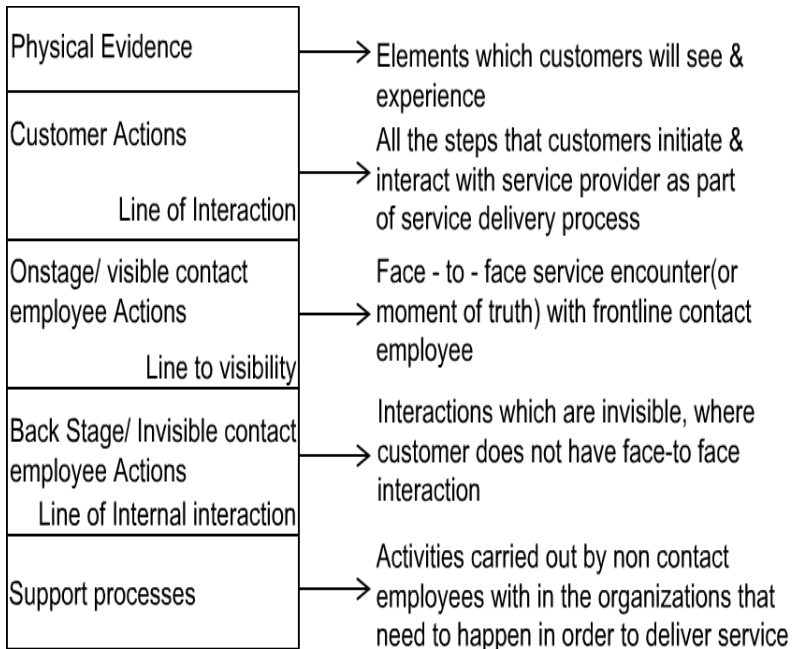 Physical Evidence
Elements which customers will see &
experience
Customer Actions
Line of Interaction
All the steps that customers initiate &
interact with service provider as part
of service delivery process
Onstage/ visible contact
employee Actions
Line to visibility
Face - to - face service encounter(or
moment of truth) with frontline contact
employee
Back Stage/ Invisible contact
employee Actions
Line of Internal interaction
Interactions which are invisible, where
customer does not have face-to face
interaction
Support processes
Activities carried out by non contact
employees with in the organizations that
need to happen in order to deliver service